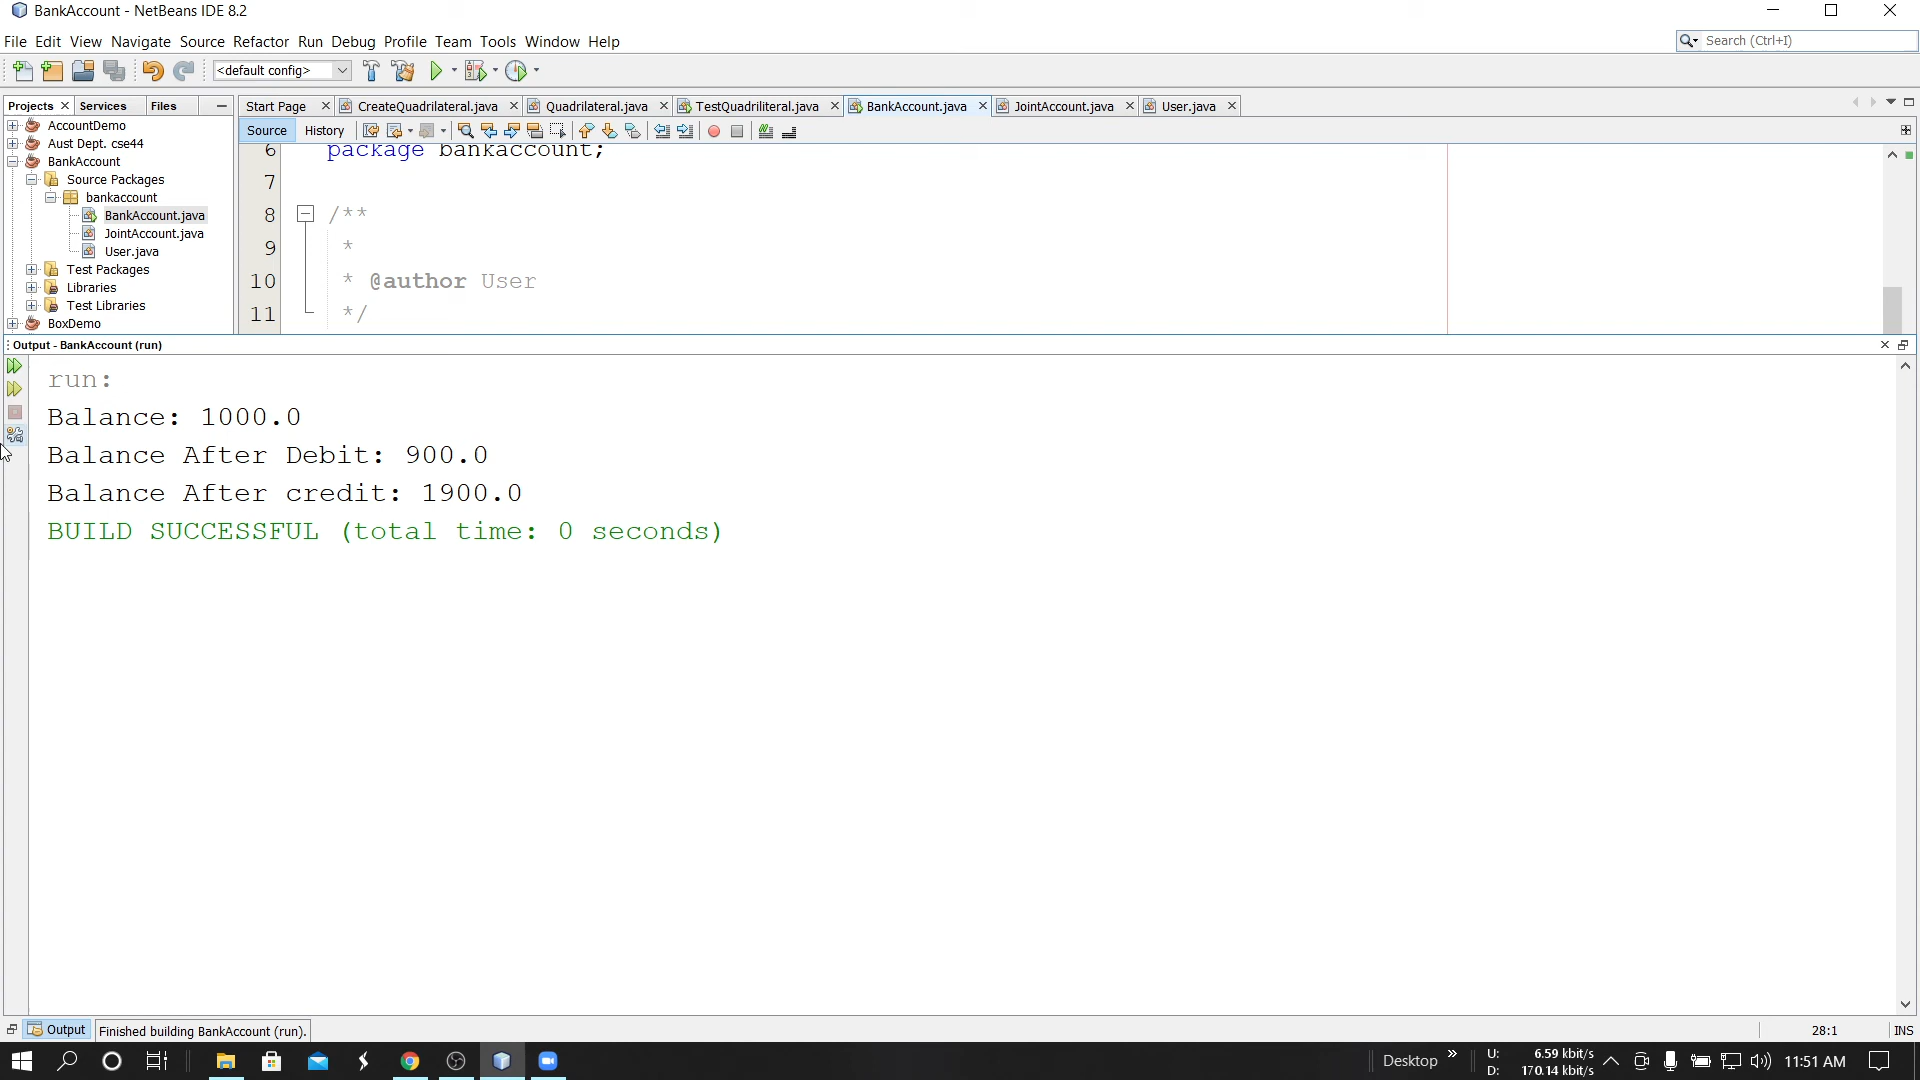 BankAccount - NetBeans IDE 8.2
File Edit View Navigate Source Refactor Run Debug Profile Team Tools Window Help
Search (Ctrl+I)
<default config>
Projects Services Files
Start Page CreateQuadrilateral.java Quadrilateral.java TestQuadriliteral.java BankAccount.java JointAccount.java User.java
Source History
AccountDemo
Aust Dept. cse44
BankAccount
Source Packages
bankaccount
BankAccount.java
JointAccount.java
User.java
Test Packages
Libraries
Test Libraries
BoxDemo
6 package bankaccount;
7
8 /**
9 *
10 * @author User
11 */
Output - BankAccount (run)
run:
Balance: 1000.0
Balance After Debit: 900.0
Balance After credit: 1900.0
BUILD SUCCESSFUL (total time: 0 seconds)
Output Finished building BankAccount (run). 28:1 INS
Desktop » U: 6.59 kbit/s
D: 170.14 kbit/s
11:51 AM